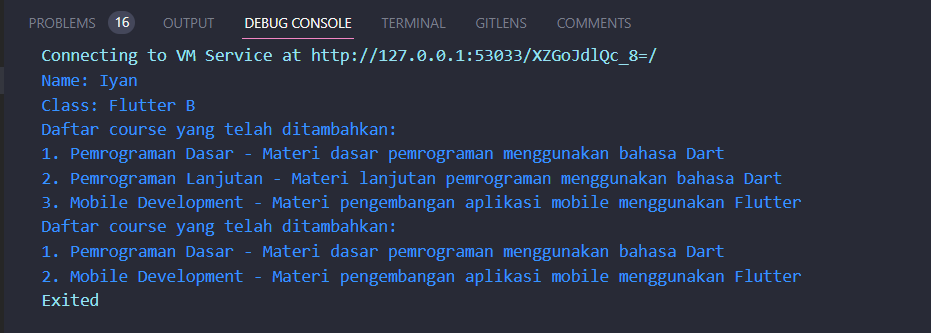 PROBLEMS 16 OUTPUT DEBUG CONSOLE TERMINAL GITLENS COMMENTS
Connecting to VM Service at http://127.0.0.1:53033/XZGoJdlQc_8=/
Name: Iyan
Class: Flutter B
Daftar course yang telah ditambahkan:
1. Pemrograman Dasar - Materi dasar pemrograman menggunakan bahasa Dart
2. Pemrograman Lanjutan - Materi lanjutan pemrograman menggunakan bahasa Dart
3. Mobile Development - Materi pengembangan aplikasi mobile menggunakan Flutter
Daftar course yang telah ditambahkan:
1. Pemrograman Dasar - Materi dasar pemrograman menggunakan bahasa Dart
2. Mobile Development - Materi pengembangan aplikasi mobile menggunakan Flutter
Exited